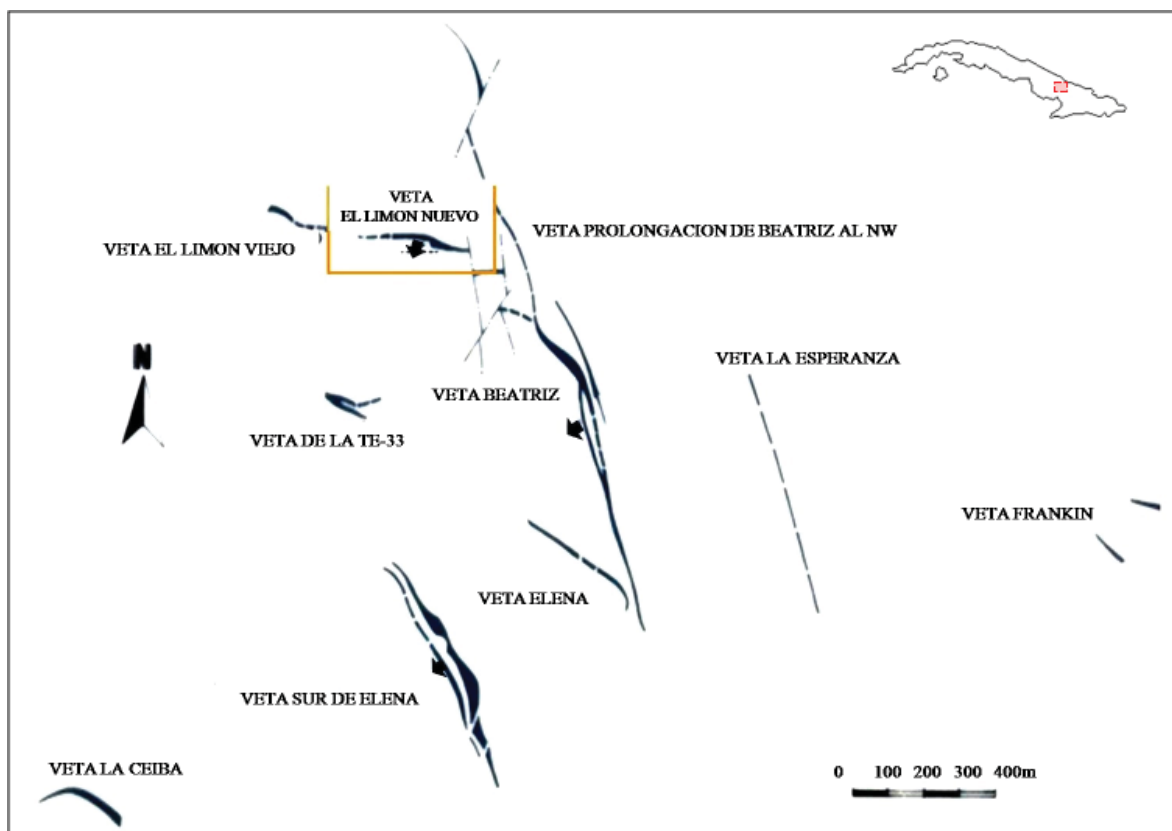 VETA
EL LIMON NUEVO
VETA PROLONGACION DE BEATRIZ AL NW
VETA EL LIMON VIEJO
N
VETA LA ESPERANZA
VETA BEATRIZ
VETA DE LA TE-33
VETA FRANKIN
VETA ELENA
VETA SUR DE ELENA
VETA LA CEIBA
0 100 200 300 400m